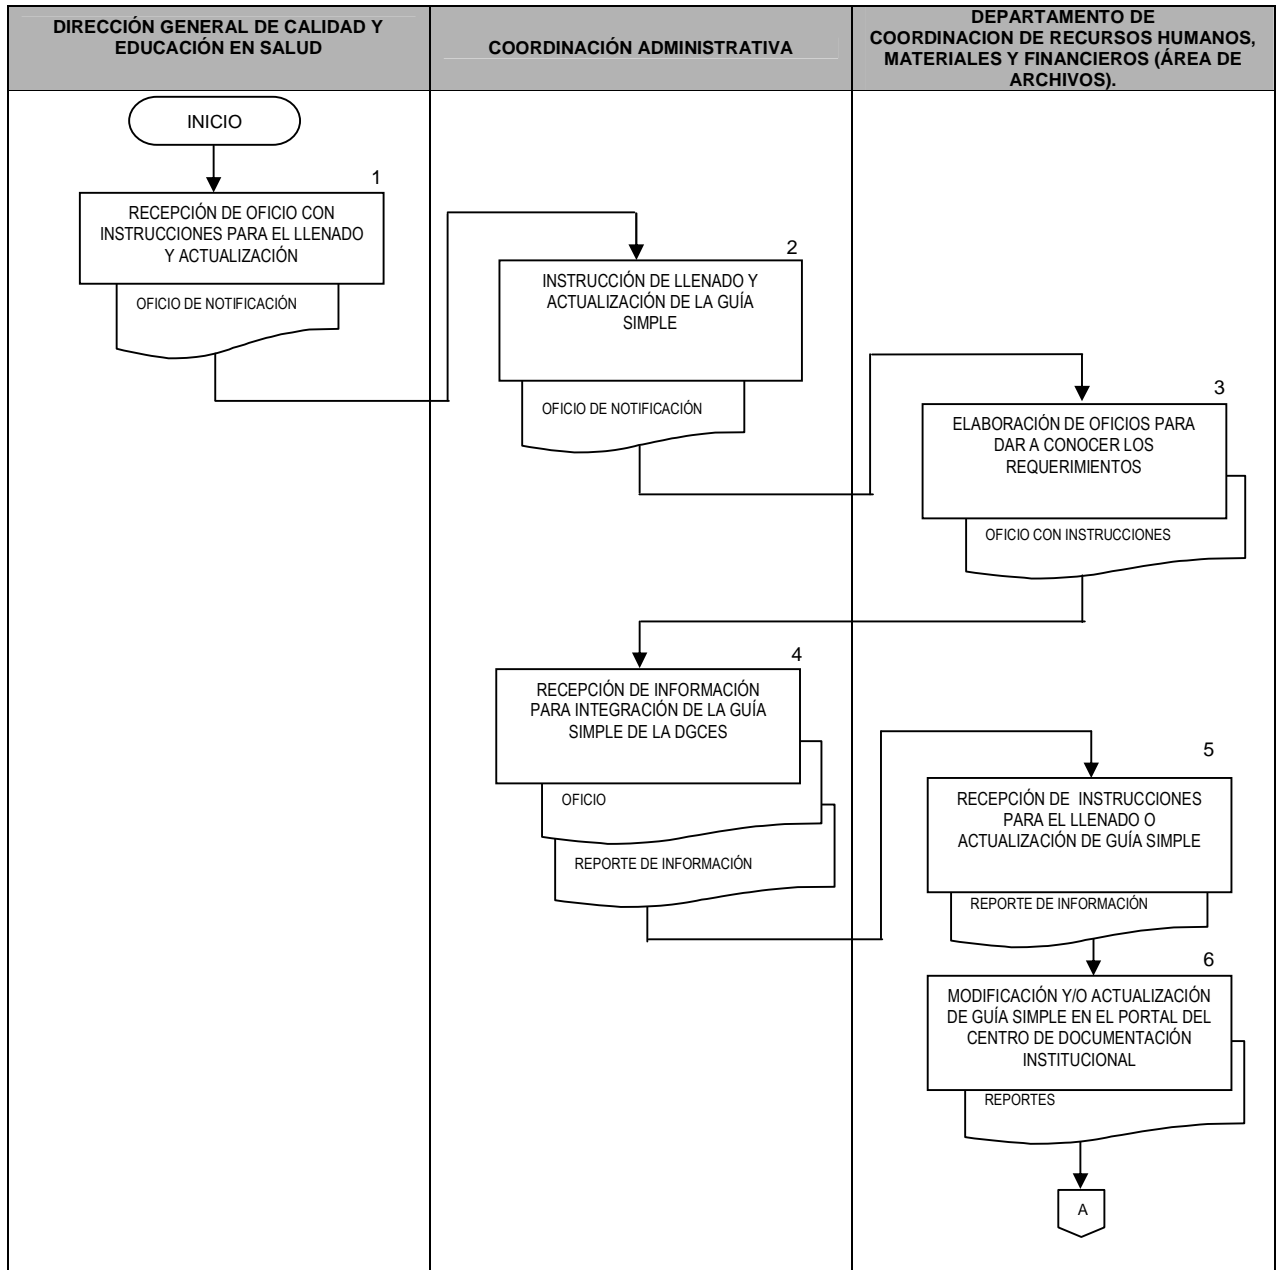 DIRECCIÓN GENERAL DE CALIDAD Y
EDUCACIÓN EN SALUD
COORDINACIÓN ADMINISTRATIVA
DEPARTAMENTO DE
COORDINACION DE RECURSOS HUMANOS,
MATERIALES Y FINANCIEROS (ÁREA DE
ARCHIVOS).
INICIO
1
RECEPCIÓN DE OFICIO CON
INSTRUCCIONES PARA EL LLENADO
Y ACTUALIZACIÓN
OFICIO DE NOTIFICACIÓN
2
INSTRUCCIÓN DE LLENADO Y
ACTUALIZACIÓN DE LA GUÍA
SIMPLE
OFICIO DE NOTIFICACIÓN
3
ELABORACIÓN DE OFICIOS PARA
DAR A CONOCER LOS
REQUERIMIENTOS
OFICIO CON INSTRUCCIONES
4
RECEPCIÓN DE INFORMACIÓN
PARA INTEGRACIÓN DE LA GUÍA
SIMPLE DE LA DGCES
OFICIO
REPORTE DE INFORMACIÓN
5
RECEPCIÓN DE INSTRUCCIONES
PARA EL LLENADO O
ACTUALIZACIÓN DE GUÍA SIMPLE
REPORTE DE INFORMACIÓN
6
MODIFICACIÓN Y/O ACTUALIZACIÓN
DE GUÍA SIMPLE EN EL PORTAL DEL
CENTRO DE DOCUMENTACIÓN
INSTITUCIONAL
REPORTES
A